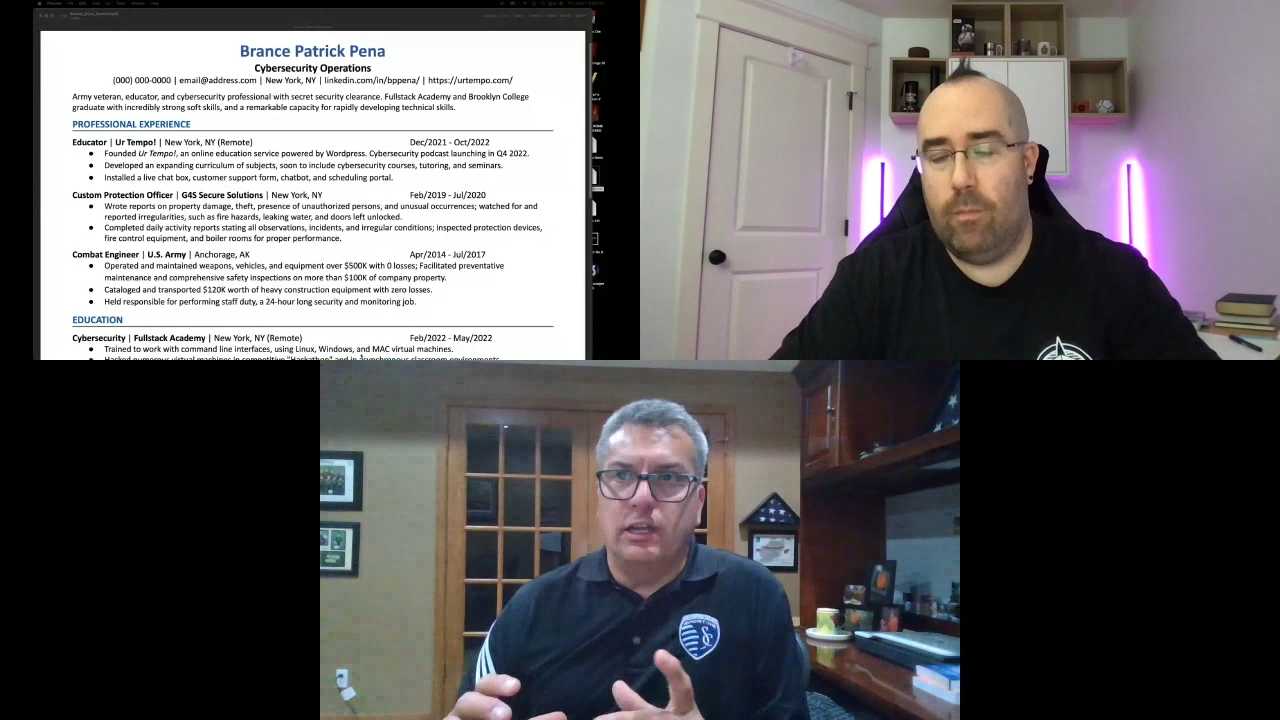 Brance Patrick Pena
Cybersecurity Operations
(000) 000-0000 | email@address.com | New York, NY | linkedin.com/in/bppena/ | https://urtempo.com/
Army veteran, educator, and cybersecurity professional with secret security clearance. Fullstack Academy and Brooklyn College
graduate with incredibly strong soft skills, and a remarkable capacity for rapidly developing technical skills.
PROFESSIONAL EXPERIENCE
Educator | Ur Tempo! | New York, NY (Remote) Dec/2021 - Oct/2022
● Founded Ur Tempo!, an online education service powered by Wordpress. Cybersecurity podcast launching in Q4 2022.
● Developed an expanding curriculum of subjects, soon to include cybersecurity courses, tutoring, and seminars.
● Installed a live chat box, customer support form, chatbot, and scheduling portal.
Custom Protection Officer | G4S Secure Solutions | New York, NY Feb/2019 - Jul/2020
● Wrote reports on property damage, theft, presence of unauthorized persons, and unusual occurrences; watched for and
reported irregularities, such as fire hazards, leaking water, and doors left unlocked.
● Completed daily activity reports stating all observations, incidents, and irregular conditions; inspected protection devices,
fire control equipment, and boiler rooms for proper performance.
Combat Engineer | U.S. Army | Anchorage, AK Apr/2014 - Jul/2017
● Operated and maintained weapons, vehicles, and equipment over $500K with 0 losses; Facilitated preventative
maintenance and comprehensive safety inspections on more than $100K of company property.
● Cataloged and transported $120K worth of heavy construction equipment with zero losses.
● Held responsible for performing staff duty, a 24-hour long security and monitoring job.
EDUCATION
Cybersecurity | Fullstack Academy | New York, NY (Remote) Feb/2022 - May/2022
● Trained to work with command line interfaces, using Linux, Windows, and MAC virtual machines.
● Hacked numerous virtual machines in competitive "Hackathon" and in asynchronous classroom environments.